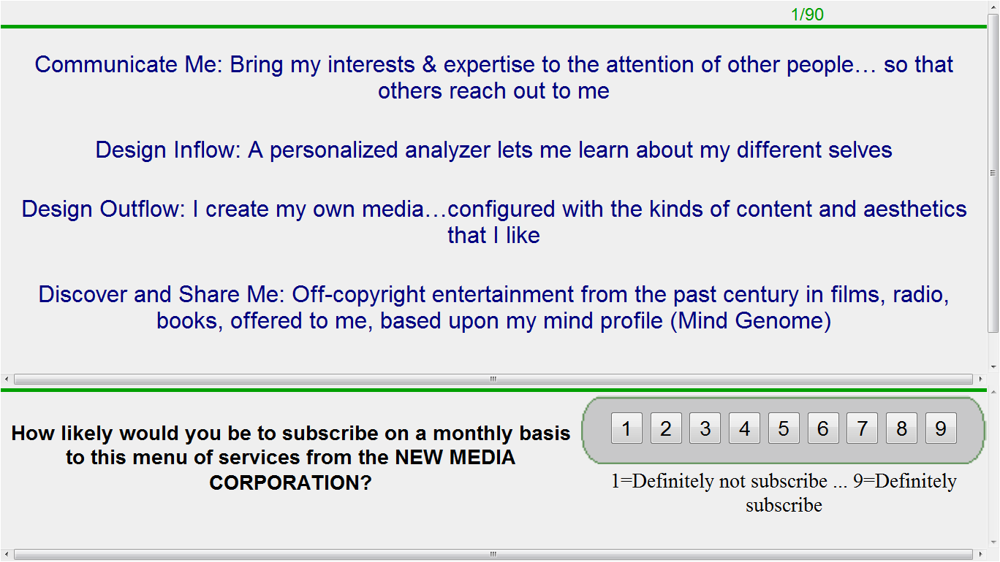 1/90
Communicate Me: Bring my interests & expertise to the attention of other people… so that
others reach out to me
Design Inflow: A personalized analyzer lets me learn about my different selves
Design Outflow: I create my own media…configured with the kinds of content and aesthetics
that I like
Discover and Share Me: Off-copyright entertainment from the past century in films, radio,
books, offered to me, based upon my mind profile (Mind Genome)
How likely would you be to subscribe on a monthly basis
to this menu of services from the NEW MEDIA
CORPORATION?
1 2 3 4 5 6 7 8 9
1=Definitely not subscribe ... 9=Definitely
subscribe